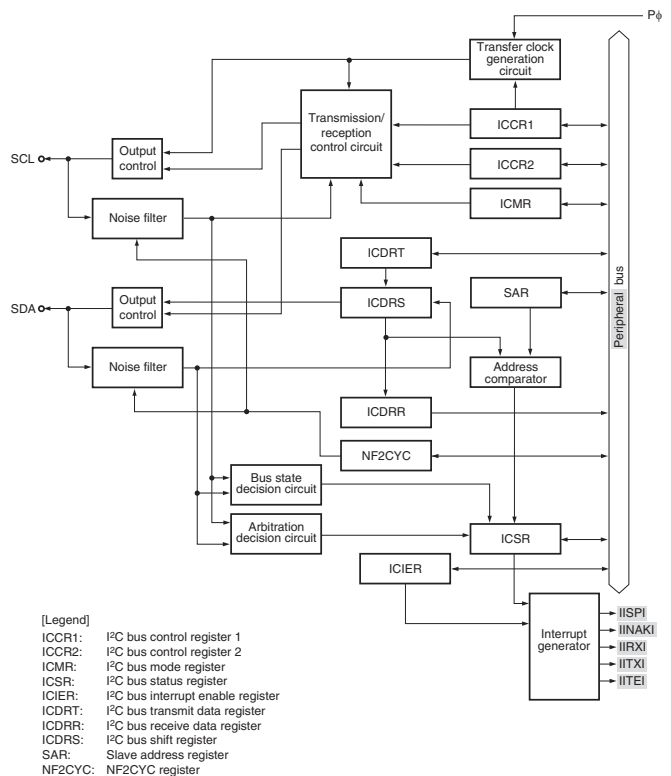 Pϕ
Transfer clock
generation
circuit
Transmission/
reception
control circuit
ICCR1
SCL
Output
control
ICCR2
ICMR
Noise filter
ICDRT
SDA
Output
control
ICDRS
SAR
Peripheral bus
Noise filter
Address
comparator
ICDRR
NF2CYC
Bus state
decision circuit
Arbitration
decision circuit
ICSR
ICIER
Interrupt
generator
IISPI
IINAKI
IIRXI
IITXI
IITEI
[Legend]
ICCR1: I²C bus control register 1
ICCR2: I²C bus control register 2
ICMR: I²C bus mode register
ICSR: I²C bus status register
ICIER: I²C bus interrupt enable register
ICDRT: I²C bus transmit data register
ICDRR: I²C bus receive data register
ICDRS: I²C bus shift register
SAR: Slave address register
NF2CYC: NF2CYC register